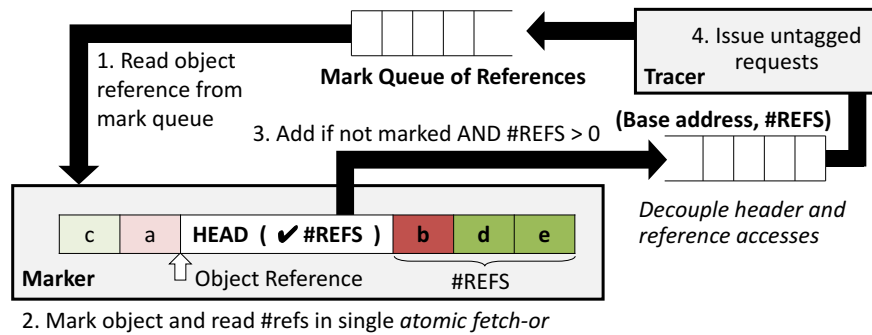 1. Read object
reference from
mark queue
Mark Queue of References
4. Issue untagged
requests
Tracer
3. Add if not marked AND #REFS > 0
(Base address, #REFS)
Decouple header and
reference accesses
c a HEAD ( ✔ #REFS ) b d e
Marker
Object Reference
#REFS
2. Mark object and read #refs in single atomic fetch-or